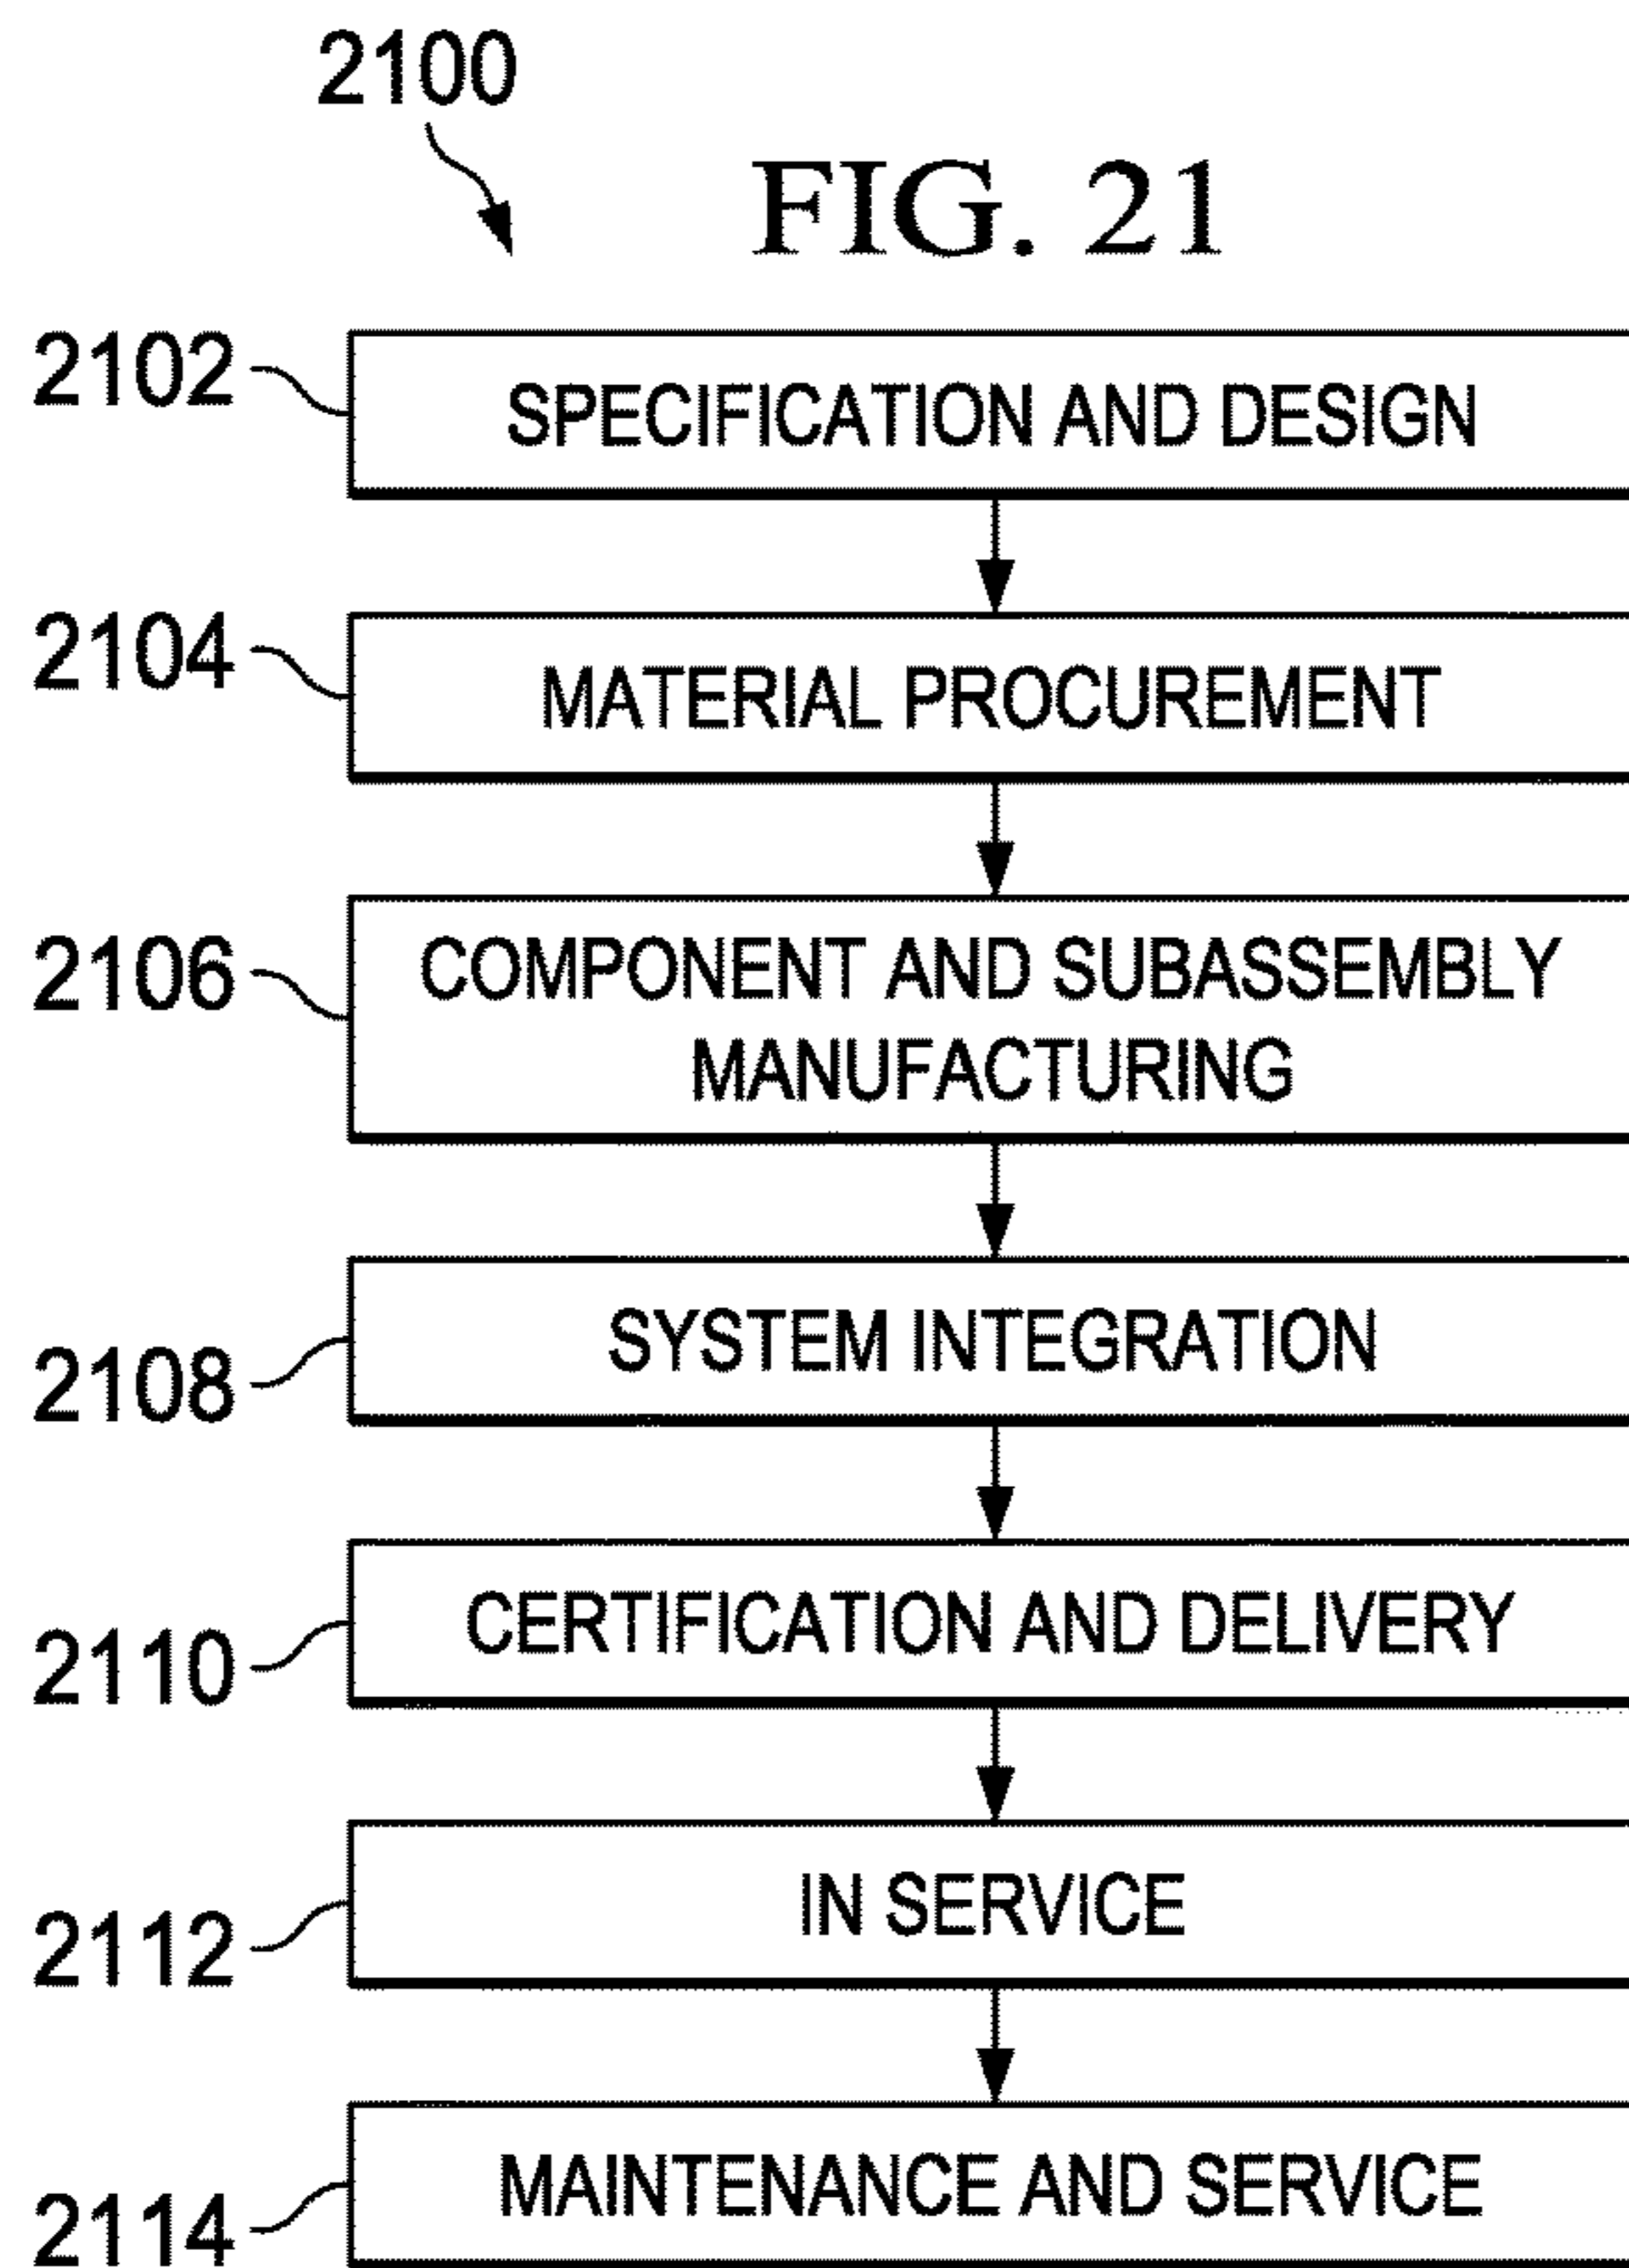 2100
FIG. 21
2102
SPECIFICATION AND DESIGN
2104
MATERIAL PROCUREMENT
2106
COMPONENT AND SUBASSEMBLY
MANUFACTURING
2108
SYSTEM INTEGRATION
2110
CERTIFICATION AND DELIVERY
2112
IN SERVICE
2114
MAINTENANCE AND SERVICE